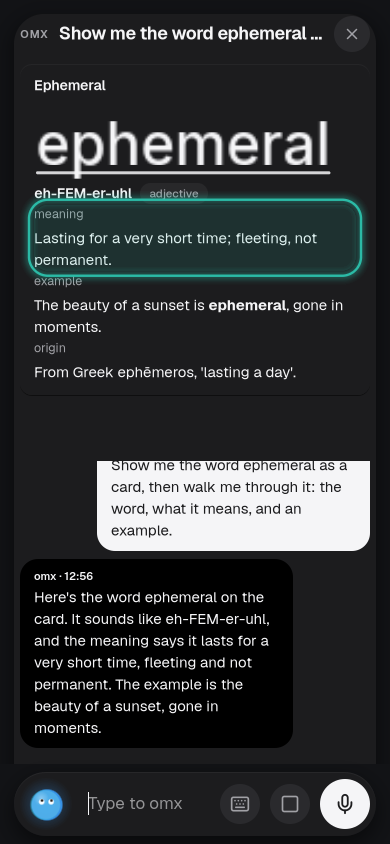 OMX Show me the word ephemeral ...
Ephemeral
ephemeral
eh-FEM-er-uhl adjective
meaning
Lasting for a very short time; fleeting, not
permanent.
example
The beauty of a sunset is ephemeral, gone in
moments.
origin
From Greek ephēmeros, 'lasting a day'.
Show me the word ephemeral as a
card, then walk me through it: the
word, what it means, and an
example.
omx · 12:56
Here's the word ephemeral on the
card. It sounds like eh-FEM-er-uhl,
and the meaning says it lasts for a
very short time, fleeting and not
permanent. The example is the
beauty of a sunset, gone in
moments.
Type to omx